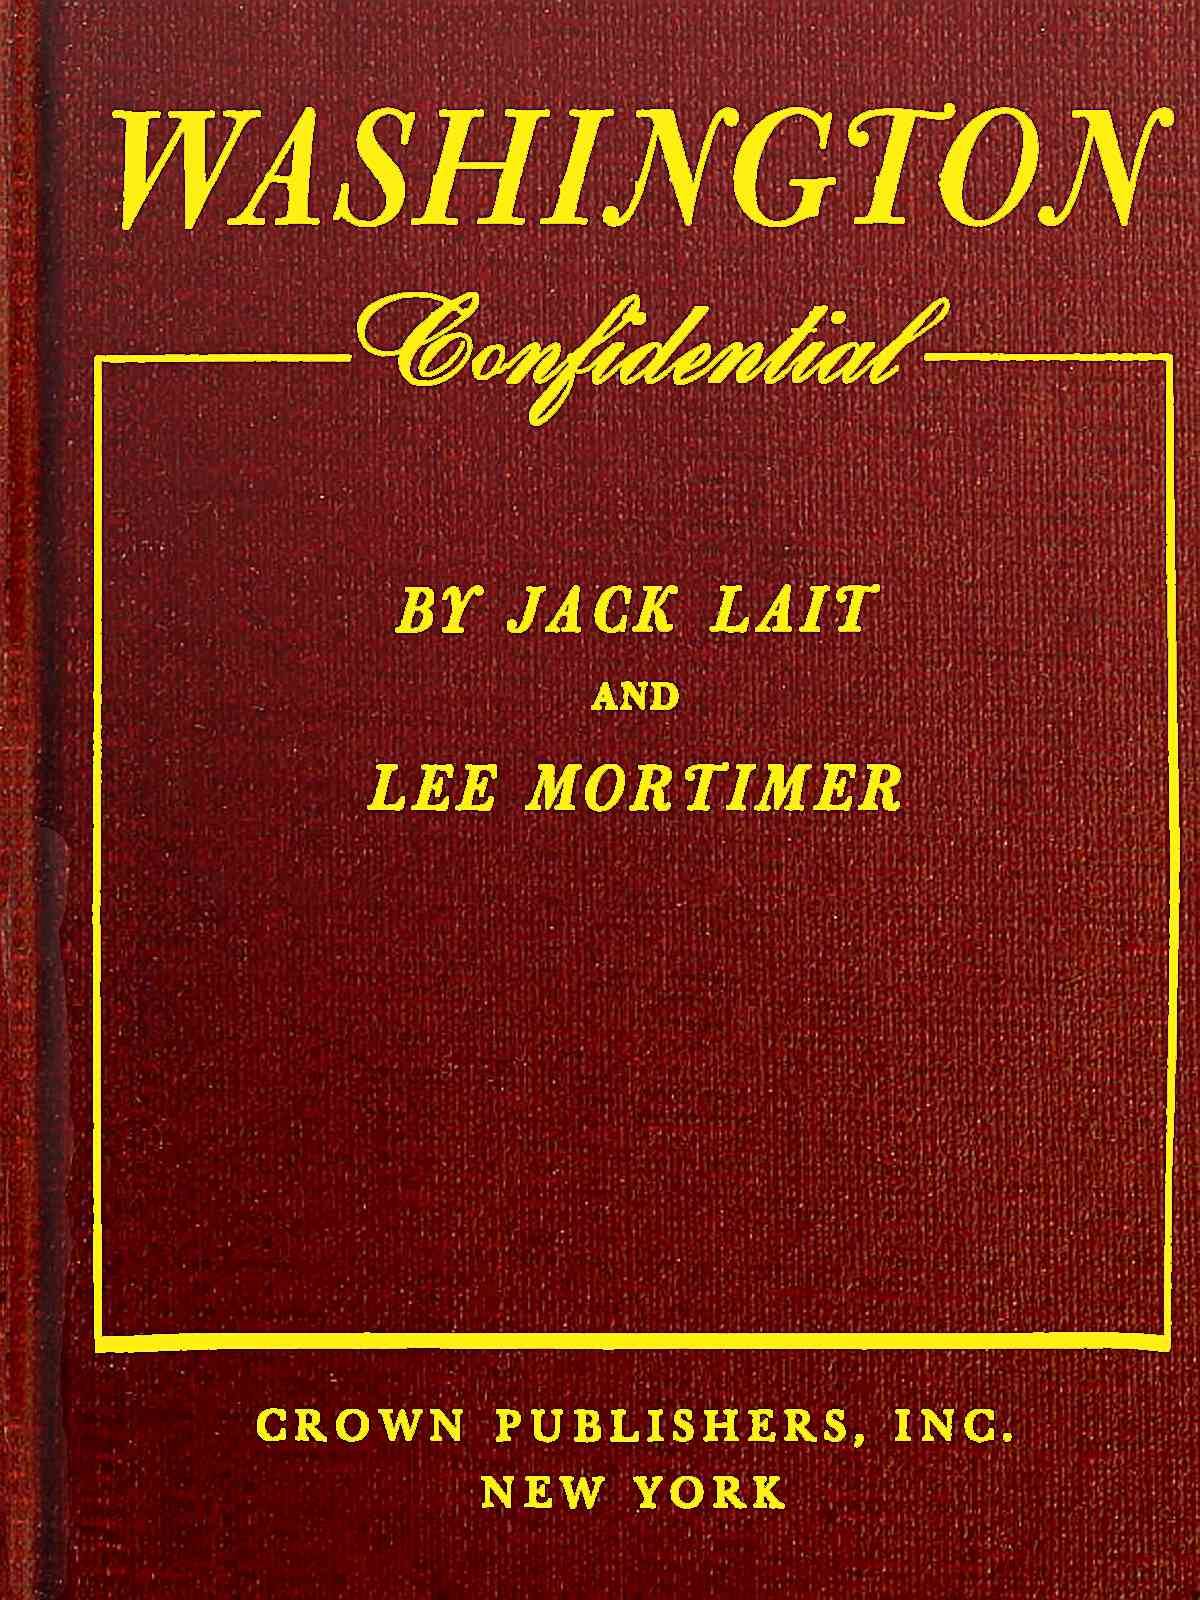 WASHINGTON
Confidential
BY JACK LAIT
AND
LEE MORTIMER
CROWN PUBLISHERS, INC.
NEW YORK